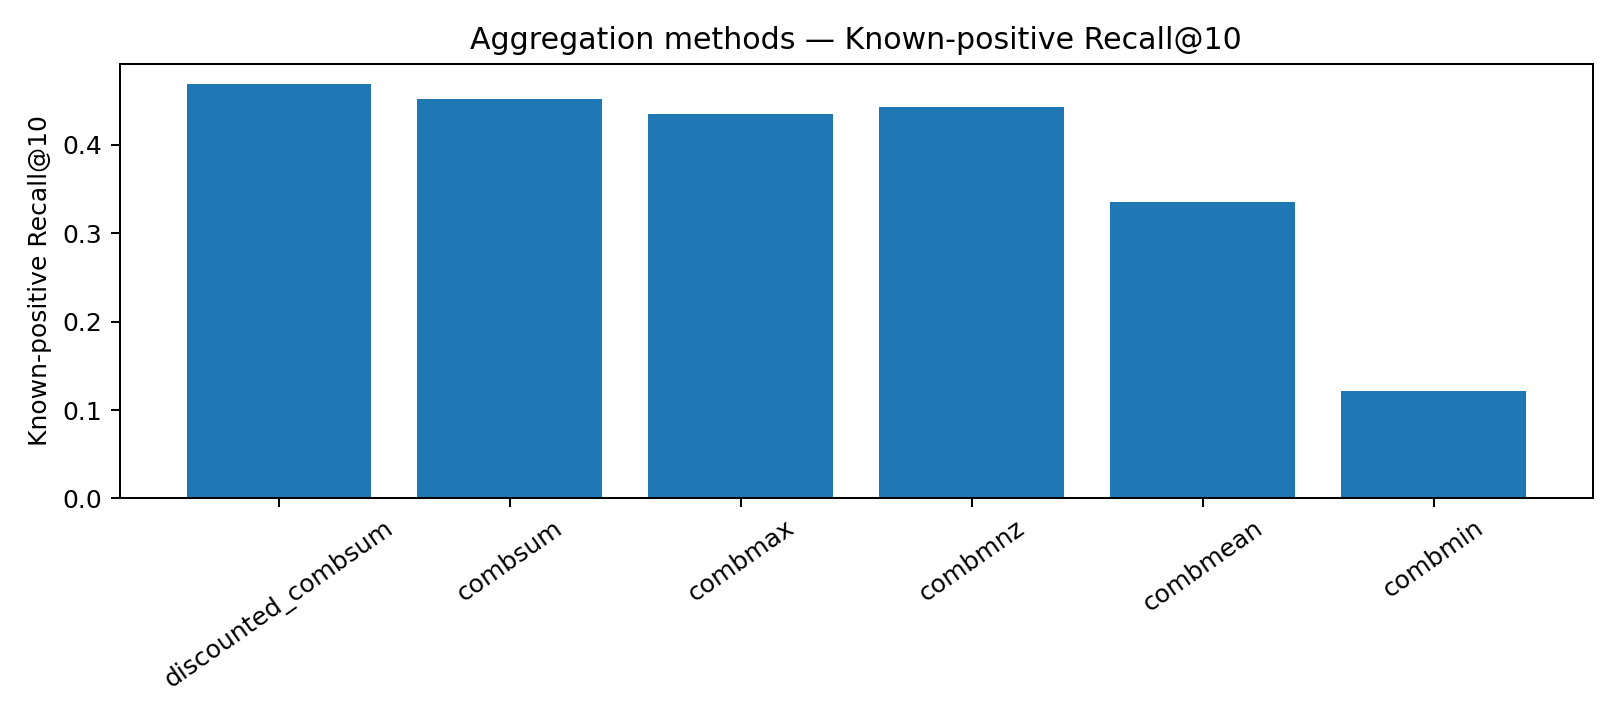 Aggregation methods — Known-positive Recall@10
Known-positive Recall@10
0.4
0.3
0.2
0.1
0.0
discounted_combsum
combsum
combmax
combmnz
combmean
combmin